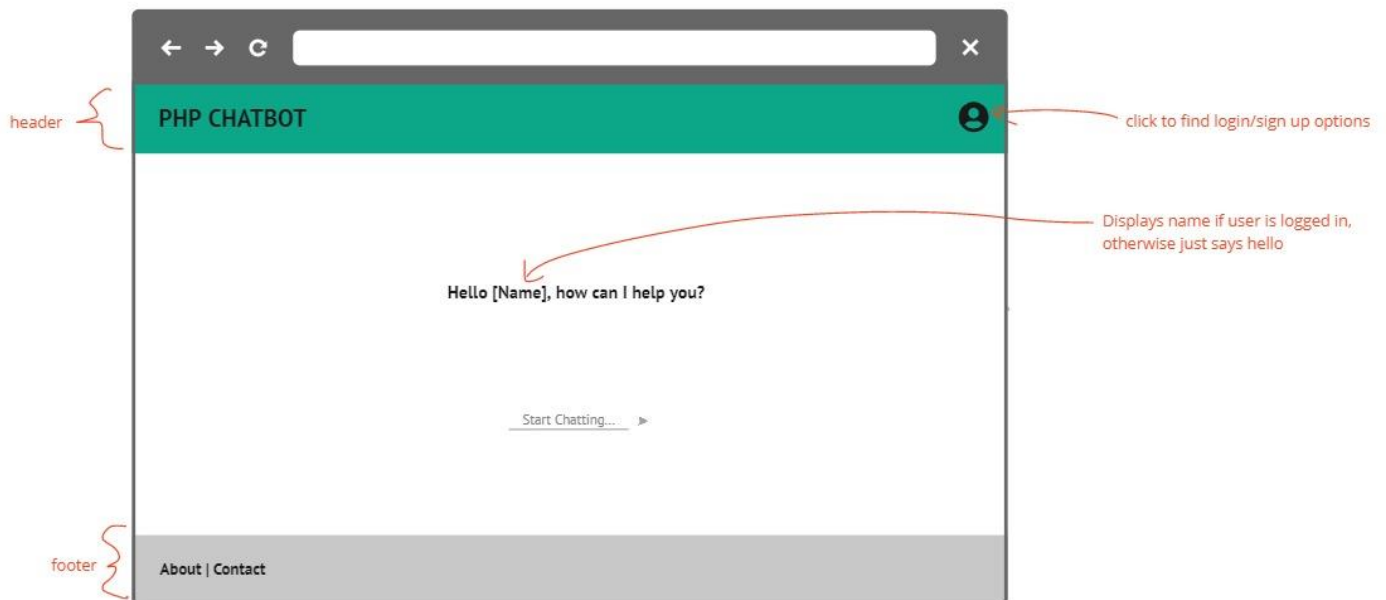 header
PHP CHATBOT
click to find login/sign up options
Displays name if user is logged in,
otherwise just says hello
Hello [Name], how can I help you?
Start Chatting...
footer
About | Contact